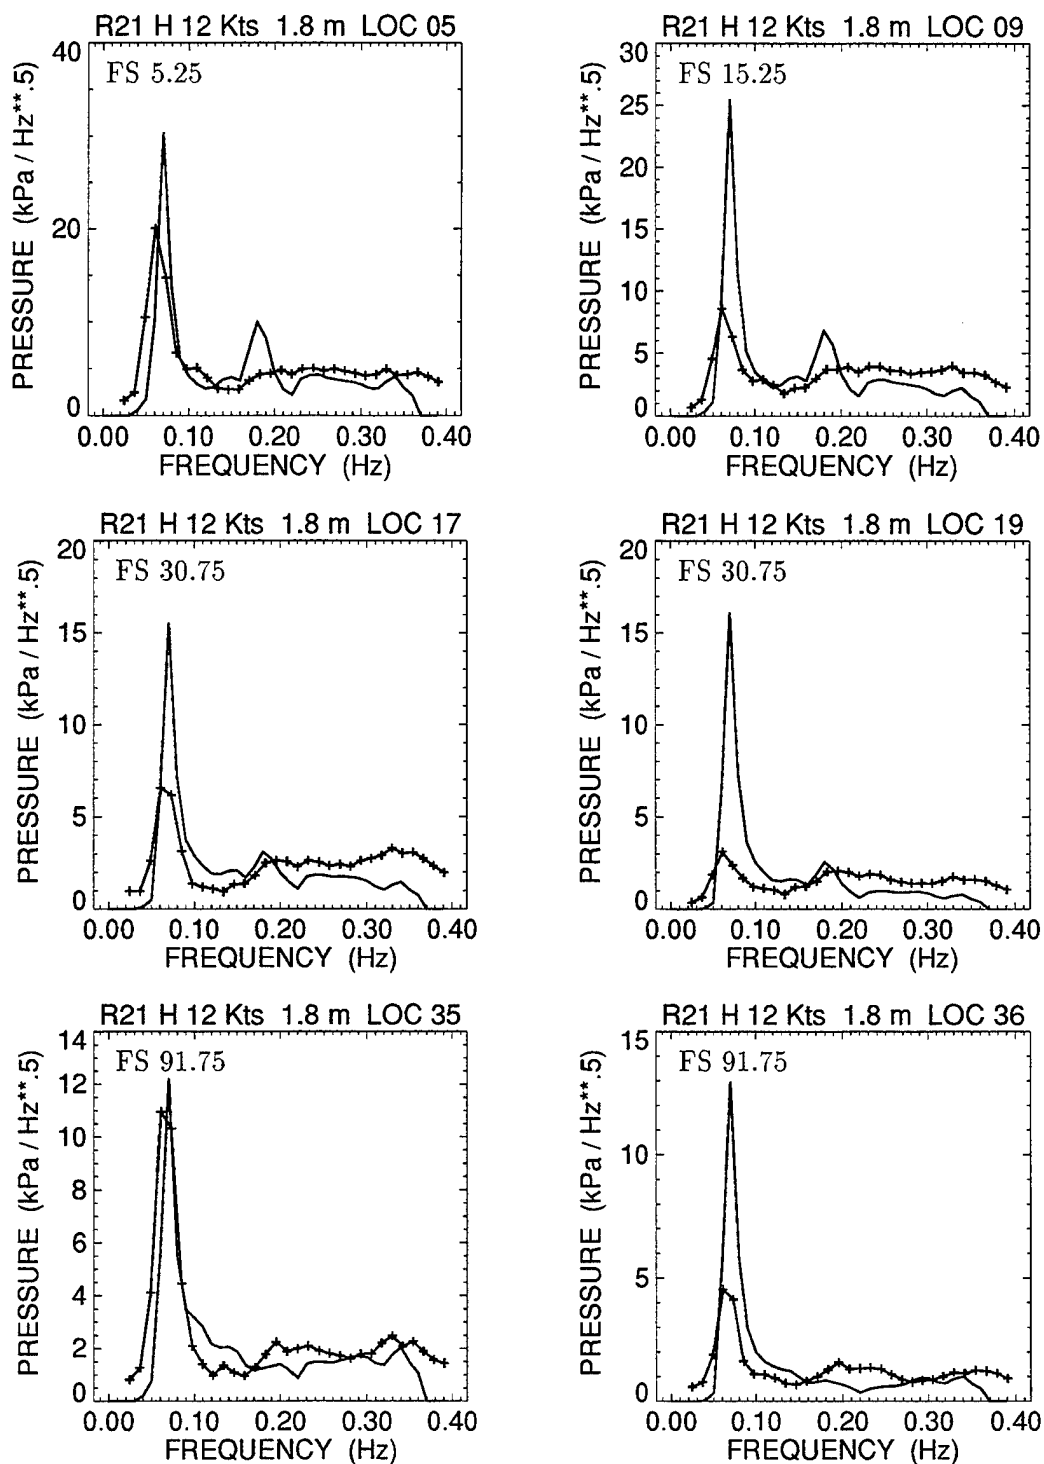 R21 H 12 Kts 1.8 m LOC 05
FS 5.25
PRESSURE (kPa / Hz**.5)
40
20
0
0.00 0.10 0.20 0.30 0.40
FREQUENCY (Hz)
R21 H 12 Kts 1.8 m LOC 09
FS 15.25
PRESSURE (kPa / Hz**.5)
30
25
20
15
10
5
0
0.00 0.10 0.20 0.30 0.40
FREQUENCY (Hz)
R21 H 12 Kts 1.8 m LOC 17
FS 30.75
PRESSURE (kPa / Hz**.5)
20
15
10
5
0
0.00 0.10 0.20 0.30 0.40
FREQUENCY (Hz)
R21 H 12 Kts 1.8 m LOC 19
FS 30.75
PRESSURE (kPa / Hz**.5)
20
15
10
5
0
0.00 0.10 0.20 0.30 0.40
FREQUENCY (Hz)
R21 H 12 Kts 1.8 m LOC 35
FS 91.75
PRESSURE (kPa / Hz**.5)
14
12
10
8
6
4
2
0
0.00 0.10 0.20 0.30 0.40
FREQUENCY (Hz)
R21 H 12 Kts 1.8 m LOC 36
FS 91.75
PRESSURE (kPa / Hz**.5)
15
10
5
0
0.00 0.10 0.20 0.30 0.40
FREQUENCY (Hz)